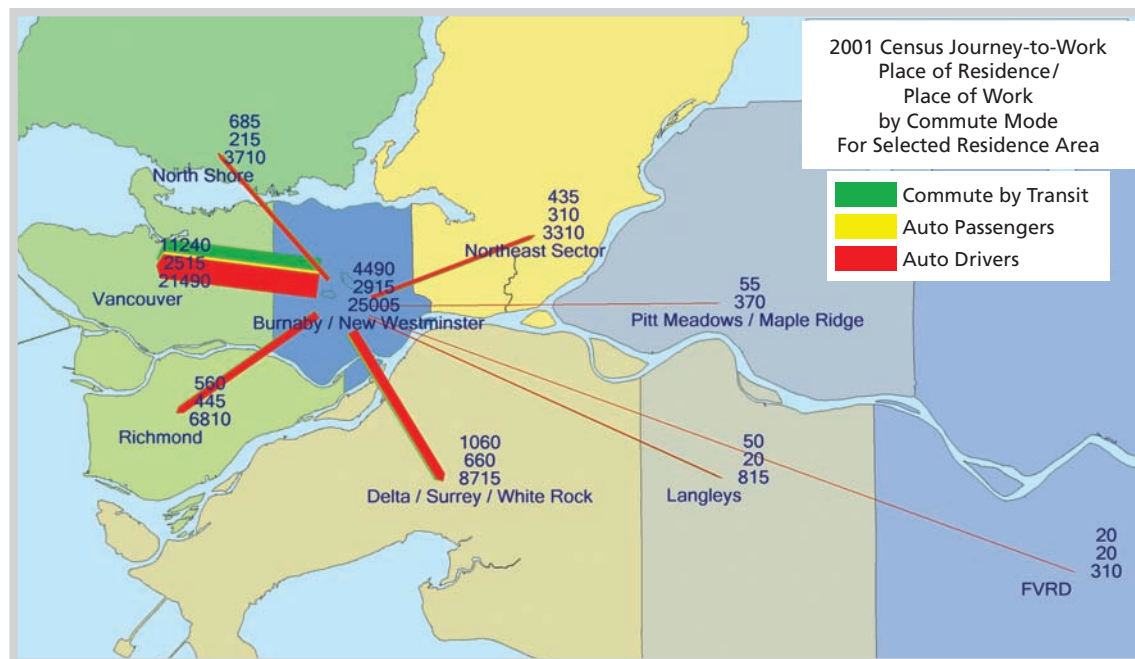 2001 Census Journey-to-Work
Place of Residence/
Place of Work
by Commute Mode
For Selected Residence Area
Commute by Transit
Auto Passengers
Auto Drivers
685
215
3710
North Shore
435
310
3310
Northeast Sector
11240
2515
21490
Vancouver
4490
2915
25005
Burnaby / New Westminster
55
370
Pitt Meadows / Maple Ridge
560
445
6810
Richmond
1060
660
8715
Delta / Surrey / White Rock
50
20
815
Langleys
20
20
310
FVRD